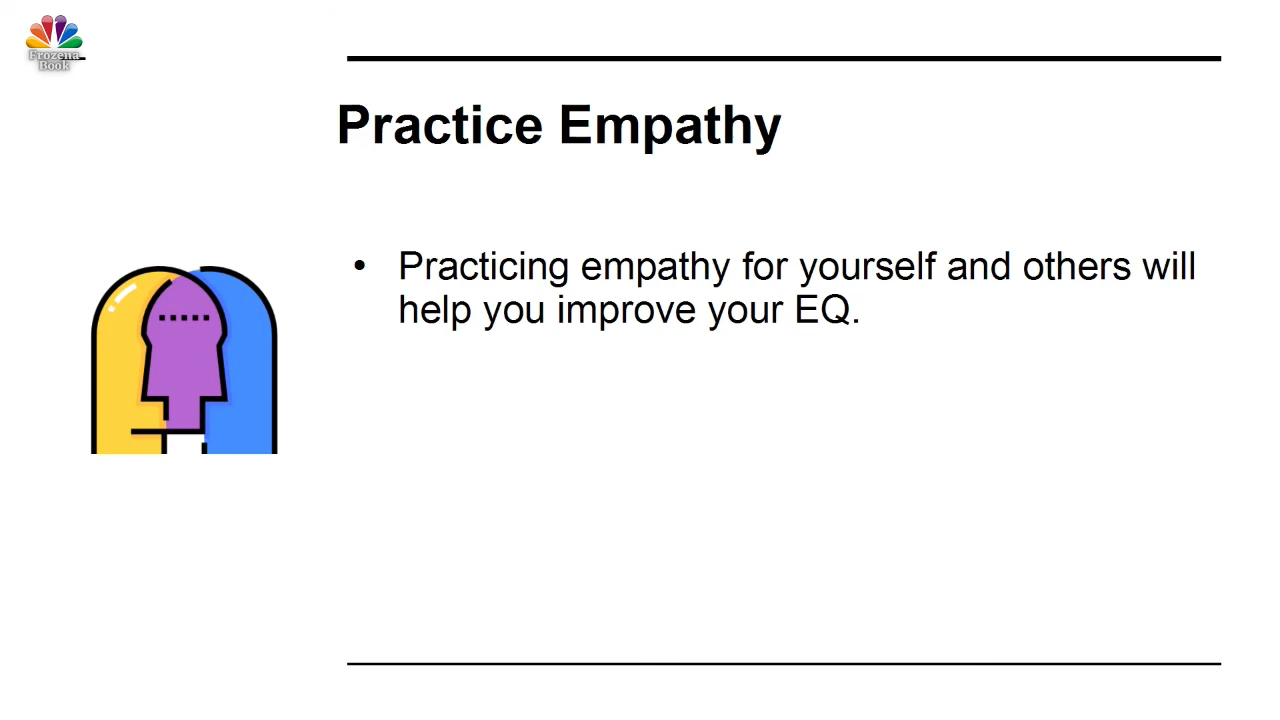 Frozena
Book
Practice Empathy
• Practicing empathy for yourself and others will
help you improve your EQ.